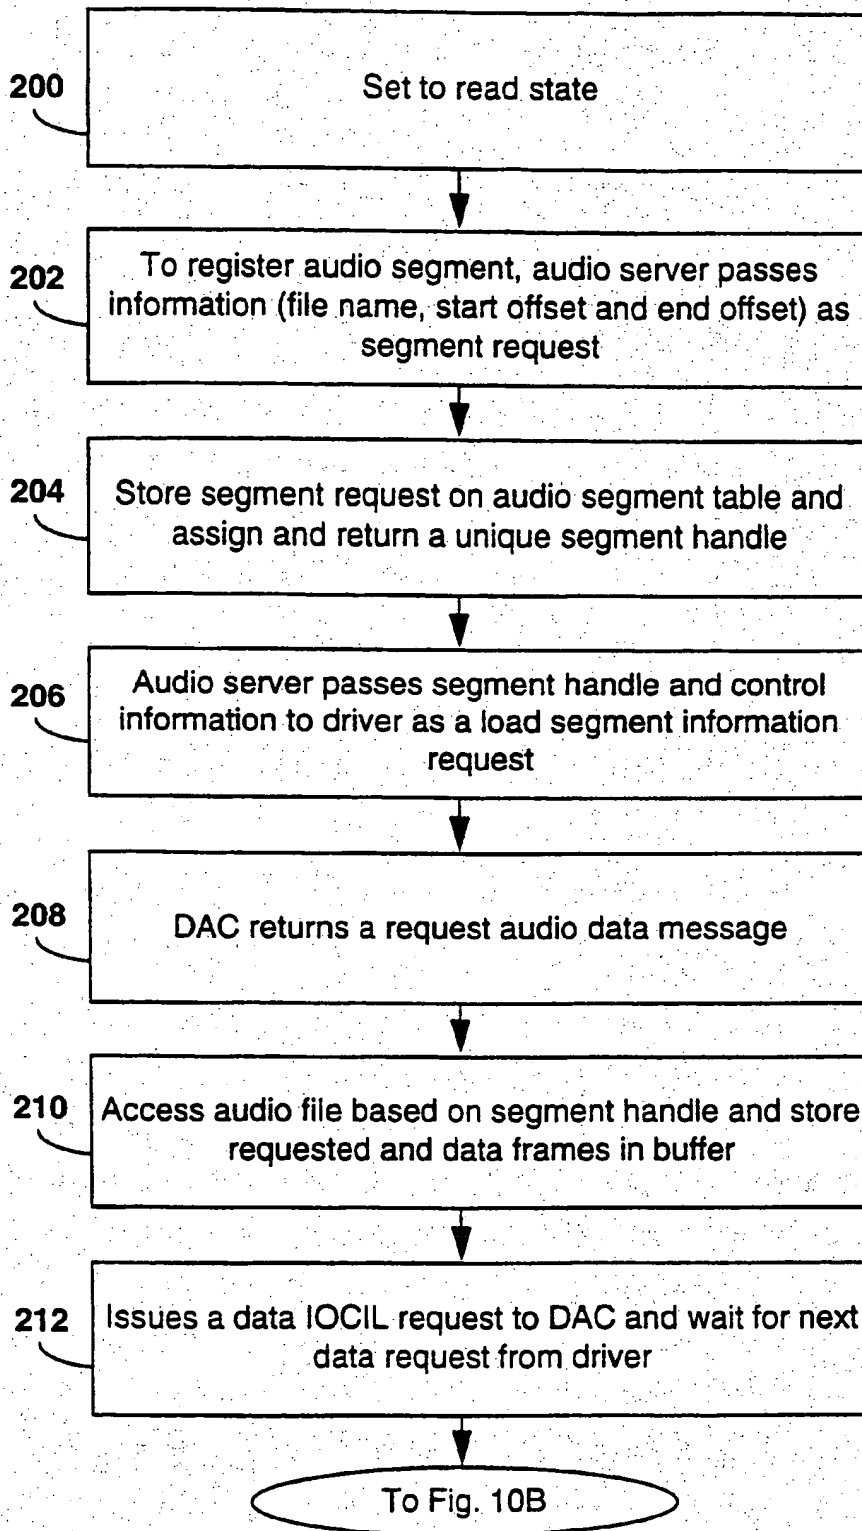 200
Set to read state
202
To register audio segment, audio server passes
information (file name, start offset and end offset) as
segment request
204
Store segment request on audio segment table and
assign and return a unique segment handle
206
Audio server passes segment handle and control
information to driver as a load segment information
request
208
DAC returns a request audio data message
210
Access audio file based on segment handle and store
requested and data frames in buffer
212
Issues a data IOCIL request to DAC and wait for next
data request from driver
To Fig. 10B